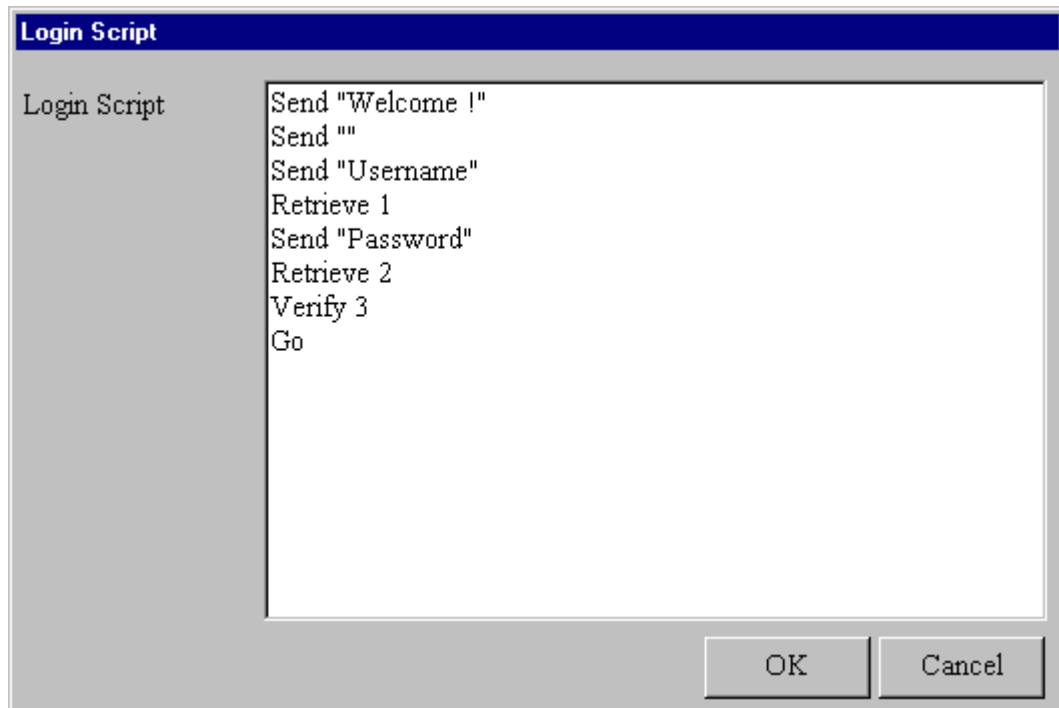 Login Script
Login Script
Send "Welcome !"
Send ""
Send "Username"
Retrieve 1
Send "Password"
Retrieve 2
Verify 3
Go
OK
Cancel